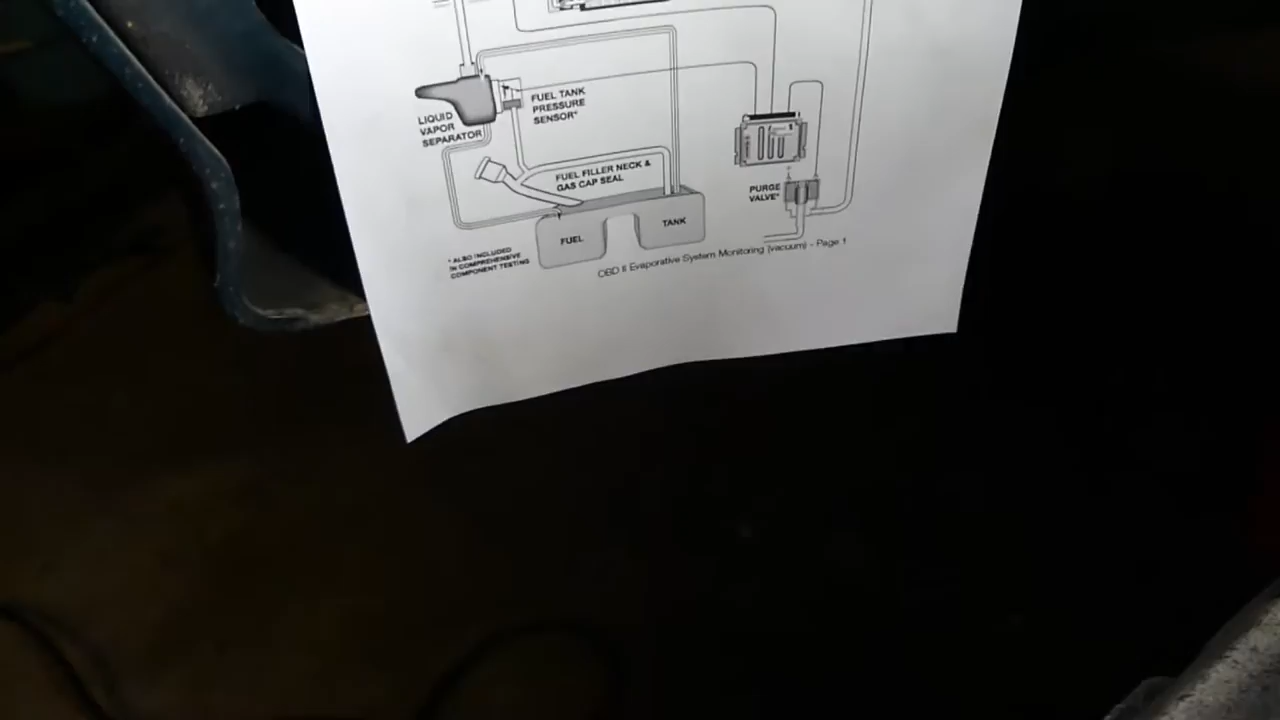 FUEL TANK
PRESSURE
SENSOR*
LIQUID
VAPOR
SEPARATOR
FUEL FILLER NECK &
GAS CAP SEAL
PURGE
VALVE*
FUEL
TANK
* ALSO INCLUDED
IN COMPREHENSIVE
COMPONENT TESTING
OBD II Evaporative System Monitoring (vacuum) - Page 1